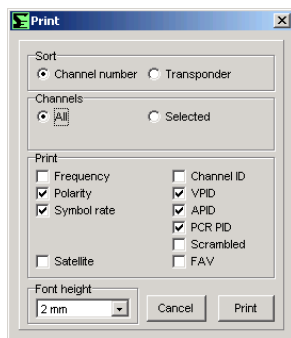 Print
Sort
Channel number Transponder
Channels
All Selected
Print
Frequency Channel ID
Polarity VPID
Symbol rate APID
PCR PID
Scrambled
Satellite FAV
Font height
2 mm Cancel Print